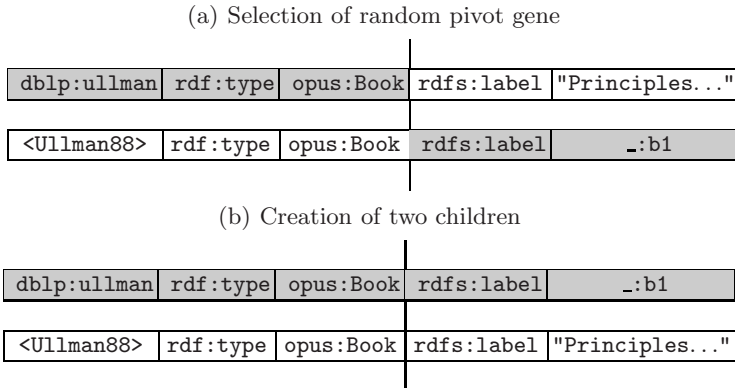 (a) Selection of random pivot gene
dblp:ullman rdf:type opus:Book rdfs:label "Principles..."
<Ullman88> rdf:type opus:Book rdfs:label _:b1
(b) Creation of two children
dblp:ullman rdf:type opus:Book rdfs:label _:b1
<Ullman88> rdf:type opus:Book rdfs:label "Principles..."